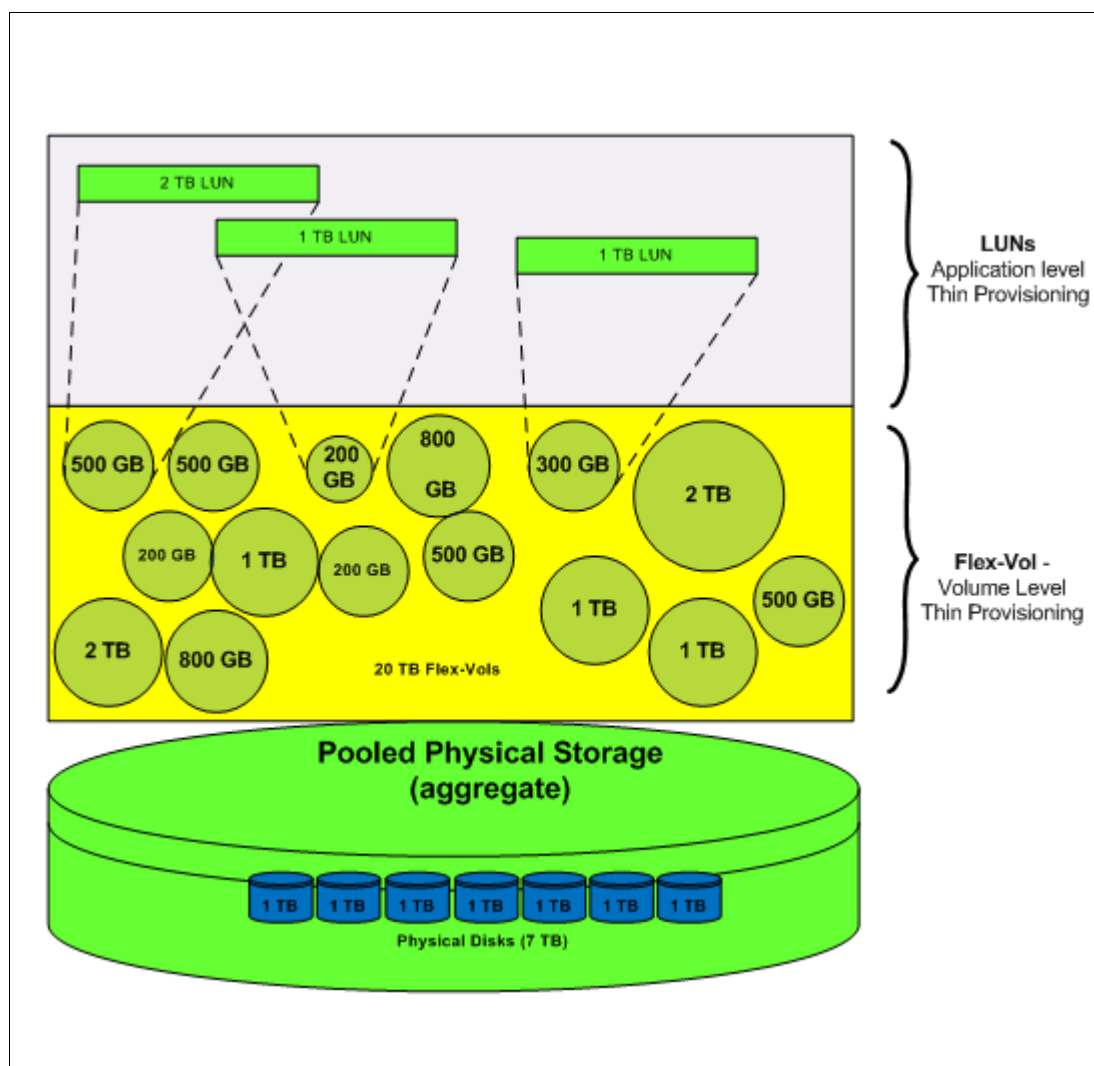 2 TB LUN
1 TB LUN
1 TB LUN
LUNs
Application level
Thin Provisioning
500 GB
500 GB
200
GB
800
GB
300 GB
2 TB
200 GB
1 TB
200 GB
500 GB
1 TB
500 GB
Flex-Vol -
Volume Level
Thin Provisioning
2 TB
800 GB
1 TB
20 TB Flex-Vols
Pooled Physical Storage
(aggregate)
1 TB
1 TB
1 TB
1 TB
1 TB
1 TB
1 TB
Physical Disks (7 TB)